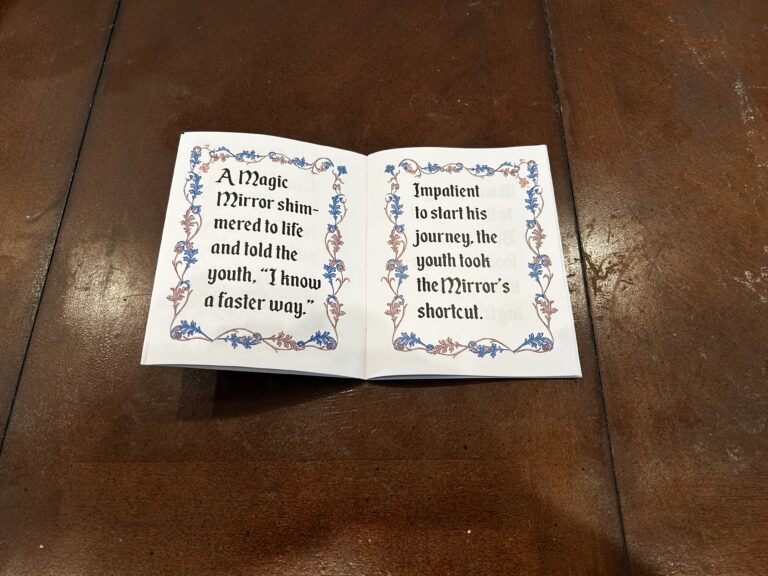 A Magic
Mirror shim-
mered to life
and told the
youth, “I know
a faster way.”
Impatient
to start his
journey, the
youth took
the Mirror’s
shortcut.